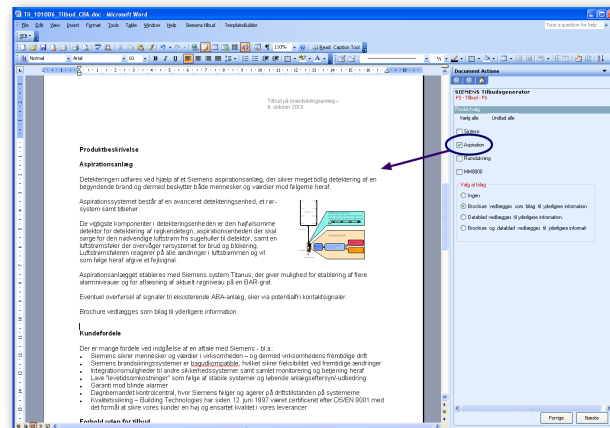 Til_101006_Tilbud_CBA.doc - Microsoft Word
File Edit View Insert Format Tools Table Window Help Siemens tilbud TemplateBuilder
Type a question for help
110% Read Caption Tool
Normal Arial 10 B I U
Document Actions
SIEMENS Tilbudsgenerator
FS - Tilbud - FS
Produktvalg
Vælg alle Undlad alle
Sinteso
Aspiration
Rumslukning
MM8000
Valg af bilag
Ingen
Brochure vedlægges som bilag til yderligere information
Datablad vedlægges til yderligere information.
Brochure og datablad vedlægges til yderligere informati
Forrige Næste
Tilbud på brandsikringsanlæg –
6. oktober 2010
Produktbeskrivelse
Aspirationsanlæg
Detekteringen udføres ved hjælp af et Siemens aspirationsanlæg, der sikrer meget tidlig detektering af en
begyndende brand og dermed beskytter både mennesker og værdier mod følgerne heraf.
Aspirationssystemet består af en avanceret detekteringsenhed, et rør-
system samt tilbehør.
De vigtigste komponenter i detekteringsenheden er den højfølsomme
detektor for detektering af røgkendetegn, aspirationsenheden der skal
sørge for den nødvendige luftstrøm fra sugehuller til detektor, samt en
luftstrømsføler der overvåger rørsystemet for brud og blokering.
Luftstrømsføleren reagerer på alle ændringer i luftstrømmen og vil
som følge heraf afgive et fejlsignal.
Aspirationsanlægget etableres med Siemens system Titanus, der giver mulighed for etablering af flere
alarmniveauer og for aflæsning af aktuelt røgniveau på en BAR-graf.
Eventuel overførsel af signaler til eksisterende ABA-anlæg, sker via potentialfri kontaktsignaler.
Brochure vedlægges som bilag til yderligere information.
Kundefordele
Der er mange fordele ved indgåelse af en aftale med Siemens - bl.a.:
• Siemens sikrer mennesker og værdier i virksomheden – og dermed virksomhedens fremtidige drift
• Siemens brandsikringssystemer er bagudkompatible, hvilket sikrer fleksibilitet ved fremtidige ændringer
• Integrationsmuligheder til andre sikkerhedssystemer samt samlet monitorering og betjening heraf
• Lave "levetidsomkostninger" som følge af stabile systemer og løbende anlægseftersyn/-udbedring
• Garanti mod blinde alarmer
• Døgnbemandet kontrolcentral, hvor Siemens følger og agerer på driftstilstanden på systemerne
• Kvalitetssikring – Building Technologies har siden 12. juni 1997 været certificeret efter DS/EN 9001 med
det formål at sikre vores kunder en høj og ensartet kvalitet i vores leverancer
Forhold uden for tilbud